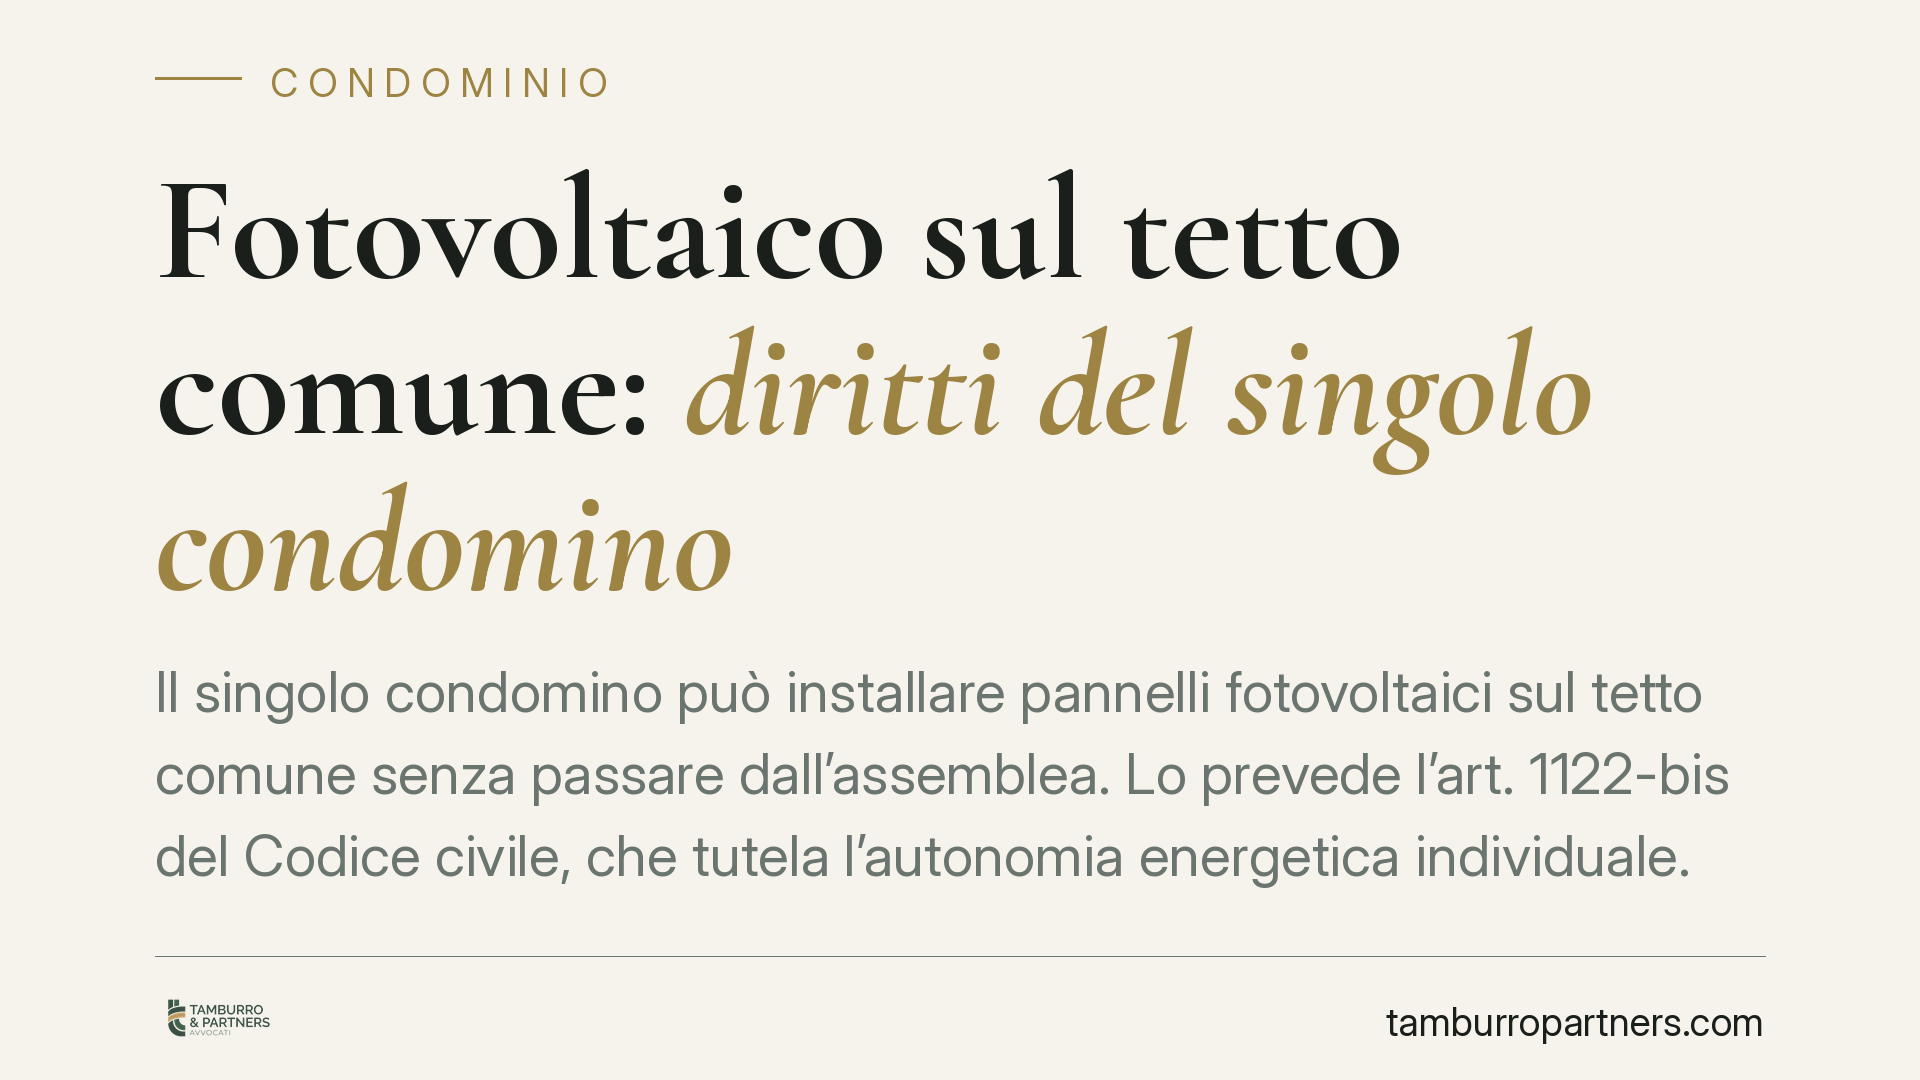 CONDOMINIO
Fotovoltaico sul tetto
comune: diritti del singolo
condomino
Il singolo condomino può installare pannelli fotovoltaici sul tetto
comune senza passare dall’assemblea. Lo prevede l’art. 1122-bis
del Codice civile, che tutela l’autonomia energetica individuale.
TAMBURRO
& PARTNERS
AVVOCATI
tamburropartners.com